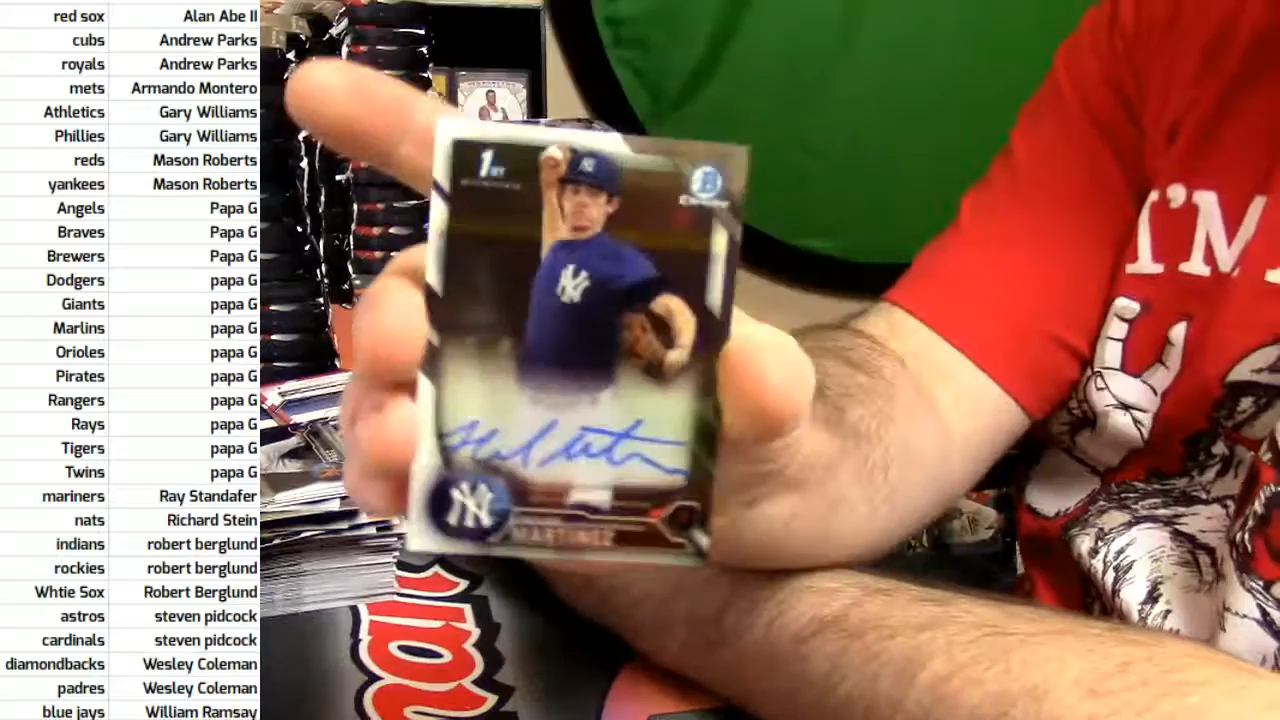 red sox Alan Abe II
cubs Andrew Parks
royals Andrew Parks
mets Armando Montero
Athletics Gary Williams
Phillies Gary Williams
reds Mason Roberts
yankees Mason Roberts
Angels Papa G
Braves Papa G
Brewers Papa G
Dodgers papa G
Giants papa G
Marlins papa G
Orioles papa G
Pirates papa G
Rangers papa G
Rays papa G
Tigers papa G
Twins papa G
mariners Ray Standafer
nats Richard Stein
indians robert berglund
rockies robert berglund
Whtie Sox Robert Berglund
astros steven pidcock
cardinals steven pidcock
diamondbacks Wesley Coleman
padres Wesley Coleman
blue jays William Ramsay
1ST
B
CHROME
NY
NY
NY
MARTINEZ
I'M